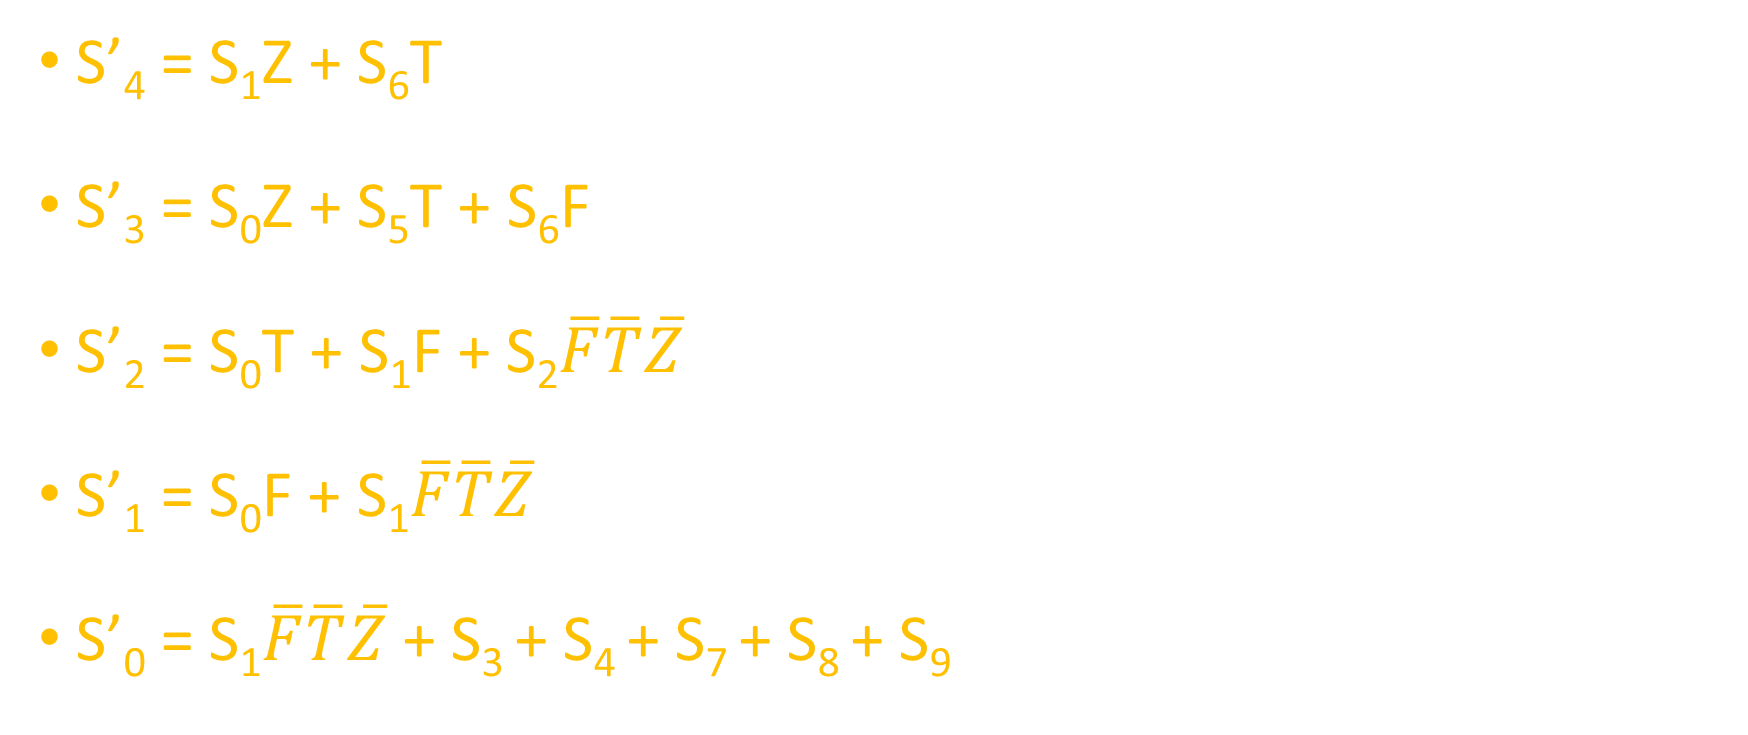 • S’₄ = S₁Z + S₆T
• S’₃ = S₀Z + S₅T + S₆F
• S’₂ = S₀T + S₁F + S₂F̅T̅Z̅
• S’₁ = S₀F + S₁F̅T̅Z̅
• S’₀ = S₁F̅T̅Z̅ + S₃ + S₄ + S₇ + S₈ + S₉